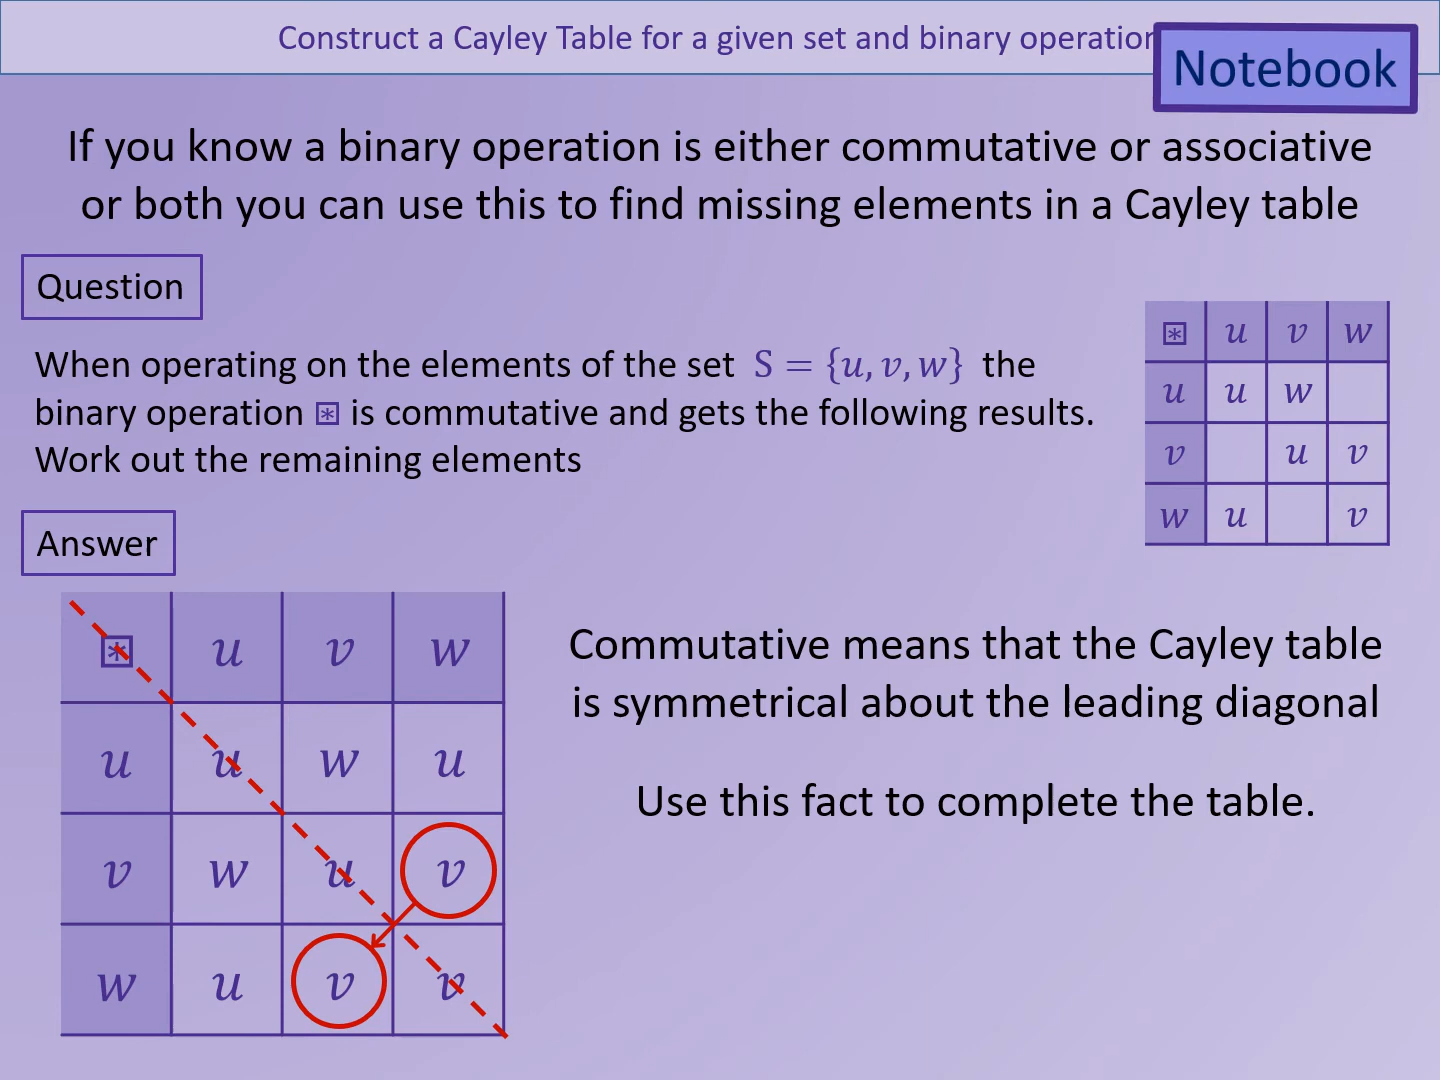 Construct a Cayley Table for a given set and binary operation
Notebook
If you know a binary operation is either commutative or associative
or both you can use this to find missing elements in a Cayley table
Question
When operating on the elements of the set S = {u, v, w} the
binary operation ⊛ is commutative and gets the following results.
Work out the remaining elements
⊛ u v w
u u w
v u v
w u v
Answer
⊛ u v w
u u w u
v w u v
w u v v
Commutative means that the Cayley table
is symmetrical about the leading diagonal
Use this fact to complete the table.